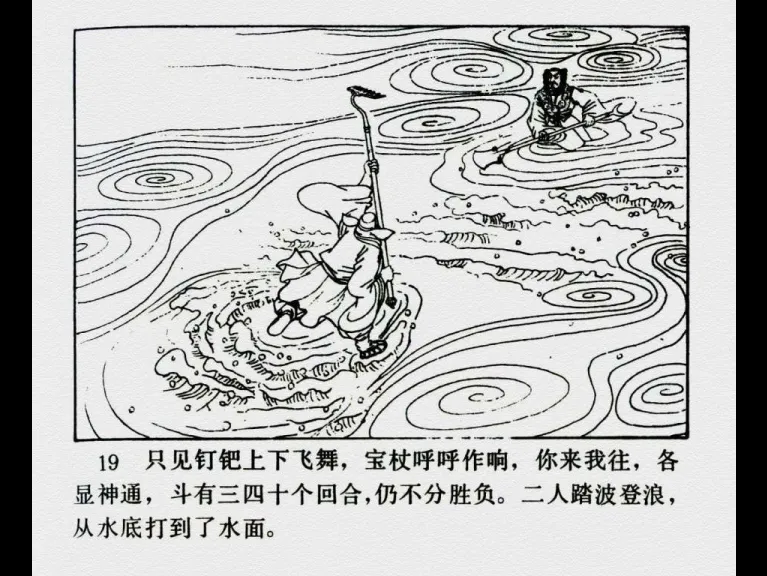 19 只见钉钯上下飞舞，宝杖呼呼作响，你来我往，各
显神通，斗有三四十个回合,仍不分胜负。二人踏波登浪，
从水底打到了水面。